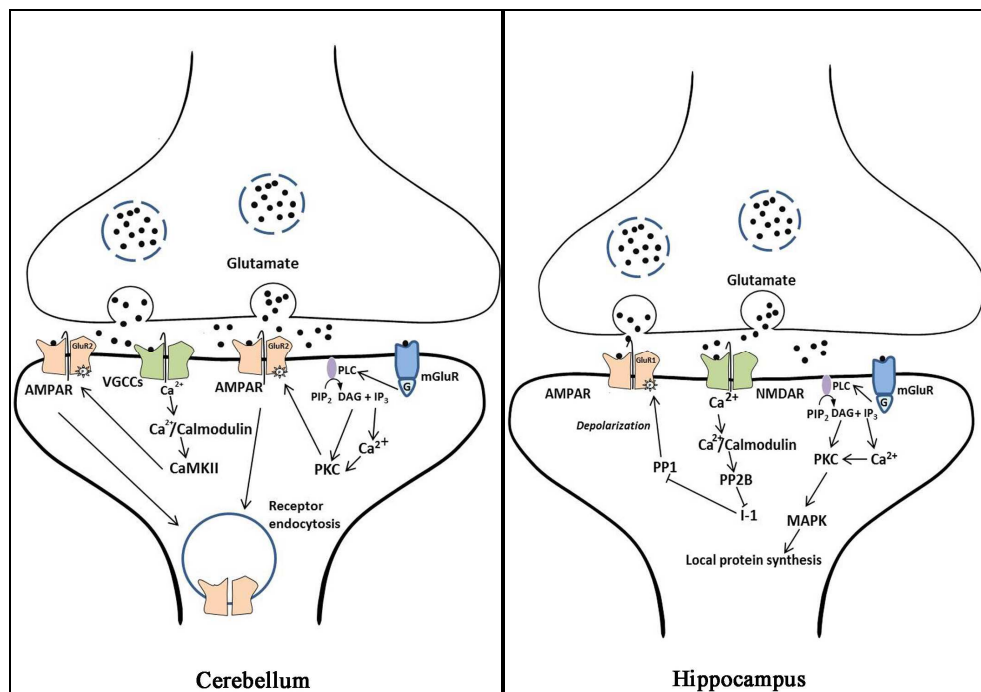 Glutamate
GluR2
GluR2
AMPAR
VGCCs
Ca²⁺
AMPAR
PLC
mGluR
G
PIP₂ DAG + IP₃
Ca²⁺/Calmodulin
Ca²⁺
CaMKII
PKC
Receptor
endocytosis
Cerebellum
Glutamate
GluR1
AMPAR
NMDAR
PLC
mGluR
G
Ca²⁺
PIP₂ DAG + IP₃
Depolarization
Ca²⁺/Calmodulin
PP1
PP2B
PKC
Ca²⁺
I-1
MAPK
Local protein synthesis
Hippocampus